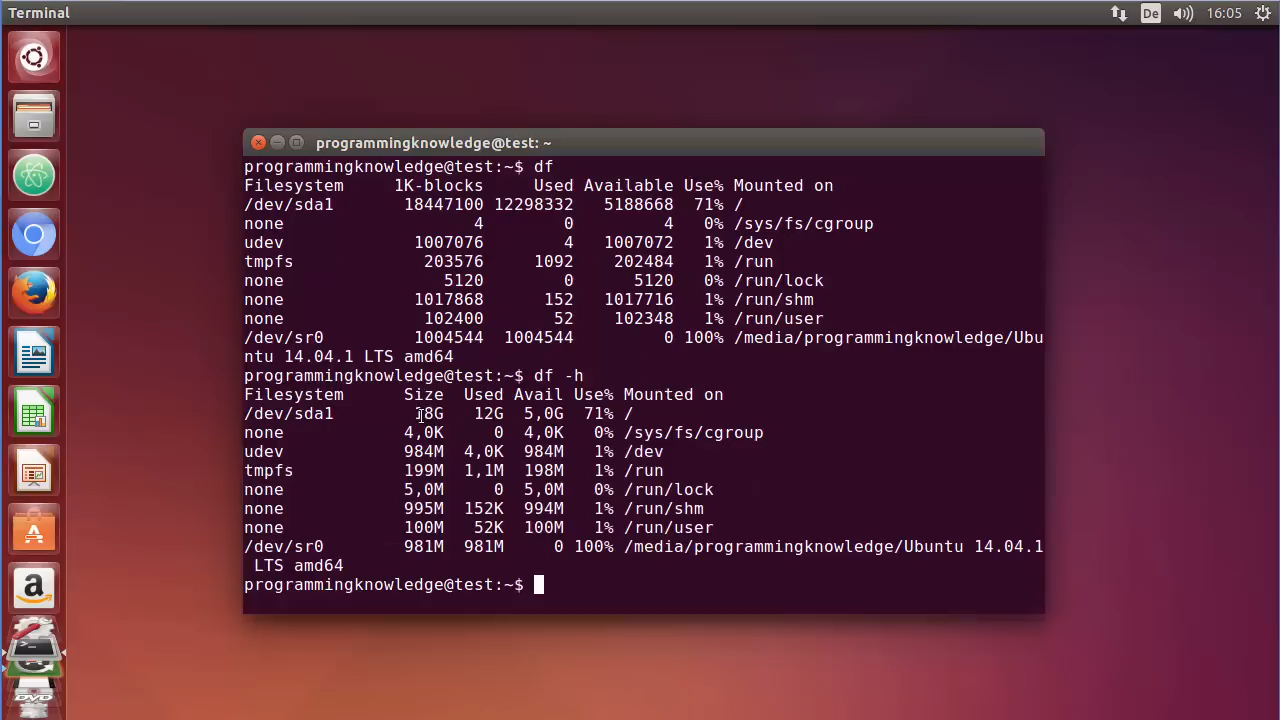 Terminal
De
16:05
programmingknowledge@test: ~
programmingknowledge@test:~$ df
Filesystem     1K-blocks     Used Available Use% Mounted on
/dev/sda1       18447100 12298332   5188668  71% /
none                   4        0         4   0% /sys/fs/cgroup
udev             1007076        4   1007072   1% /dev
tmpfs             203576     1092    202484   1% /run
none                5120        0      5120   0% /run/lock
none             1017868      152   1017716   1% /run/shm
none              102400       52    102348   1% /run/user
/dev/sr0         1004544  1004544         0 100% /media/programmingknowledge/Ubu
ntu 14.04.1 LTS amd64
programmingknowledge@test:~$ df -h
Filesystem      Size  Used Avail Use% Mounted on
/dev/sda1        18G   12G  5,0G  71% /
none            4,0K     0  4,0K   0% /sys/fs/cgroup
udev            984M  4,0K  984M   1% /dev
tmpfs           199M  1,1M  198M   1% /run
none            5,0M     0  5,0M   0% /run/lock
none            995M  152K  994M   1% /run/shm
none            100M   52K  100M   1% /run/user
/dev/sr0        981M  981M     0 100% /media/programmingknowledge/Ubuntu 14.04.1
 LTS amd64
programmingknowledge@test:~$
DVD